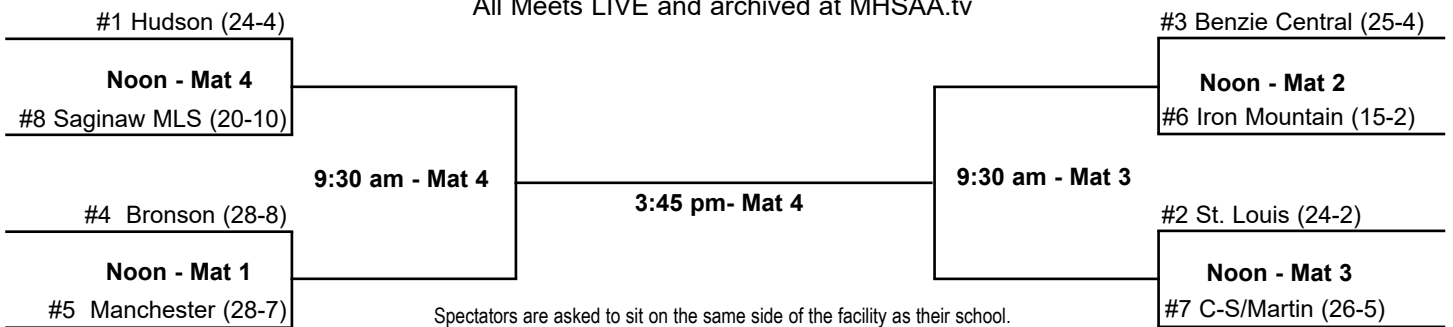 All Meets LIVE and archived at MHSAA.tv
#1 Hudson (24-4)
Noon - Mat 4
#8 Saginaw MLS (20-10)
9:30 am - Mat 4
#4 Bronson (28-8)
Noon - Mat 1
#5 Manchester (28-7)
3:45 pm- Mat 4
#3 Benzie Central (25-4)
Noon - Mat 2
#6 Iron Mountain (15-2)
9:30 am - Mat 3
#2 St. Louis (24-2)
Noon - Mat 3
#7 C-S/Martin (26-5)
Spectators are asked to sit on the same side of the facility as their school.